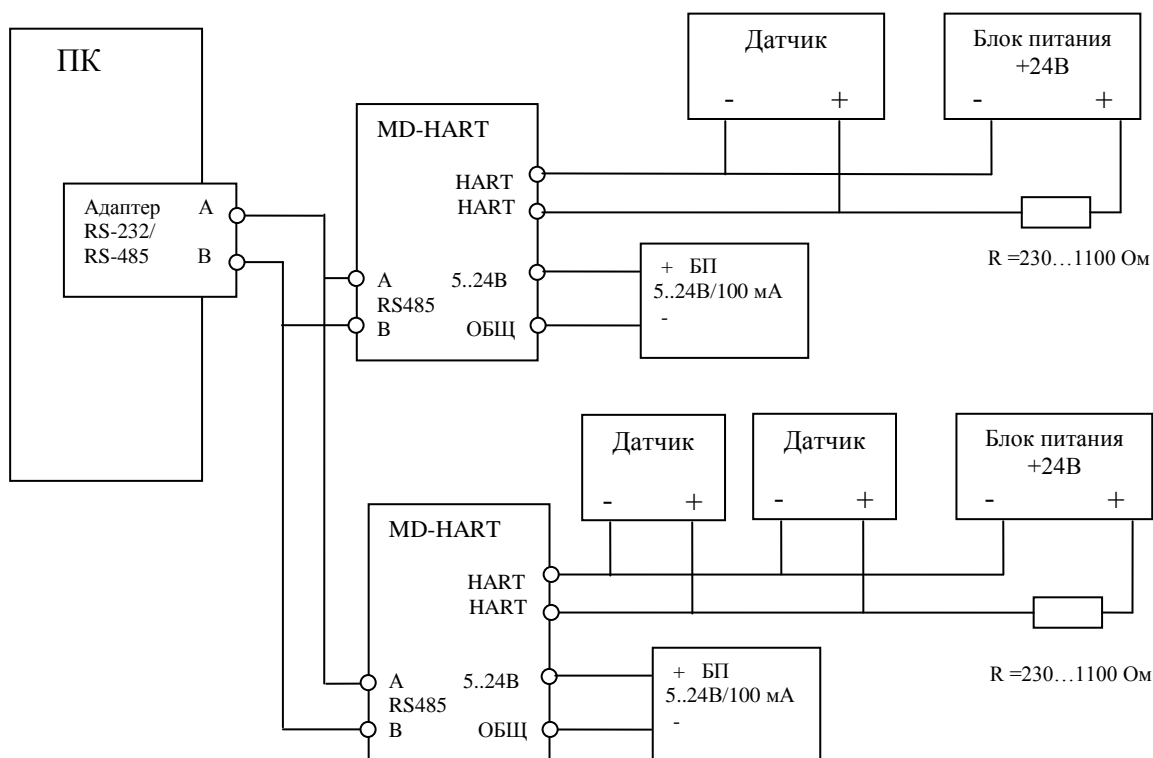 ПК
Адаптер A
RS-232/
RS-485 B
MD-HART
HART
HART
A 5..24В
RS485
B ОБЩ
Датчик
- +
Блок питания
+24В
- +
R =230…1100 Ом
+ БП
5..24В/100 мА
-
MD-HART
HART
HART
A 5..24В
RS485
B ОБЩ
Датчик
- +
Датчик
- +
Блок питания
+24В
- +
R =230…1100 Ом
+ БП
5..24В/100 мА
-